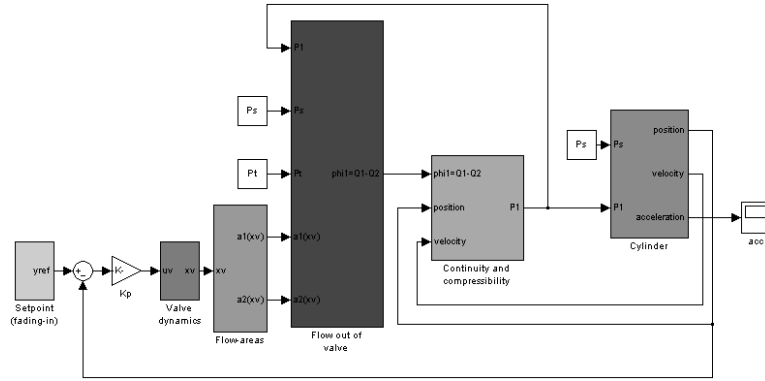 P1
Ps
Ps
Pt
Pt
phi1=Q1-Q2
a1(xv)
a2(xv)
Flow out of
valve
yref
Setpoint
(fading-in)
+
-
K-
Kp
uv
xv
Valve
dynamics
xv
a1(xv)
a2(xv)
Flow-areas
phi1=Q1-Q2
position
velocity
P1
Continuity and
compressibility
Ps
Ps
P1
position
velocity
acceleration
Cylinder
acc